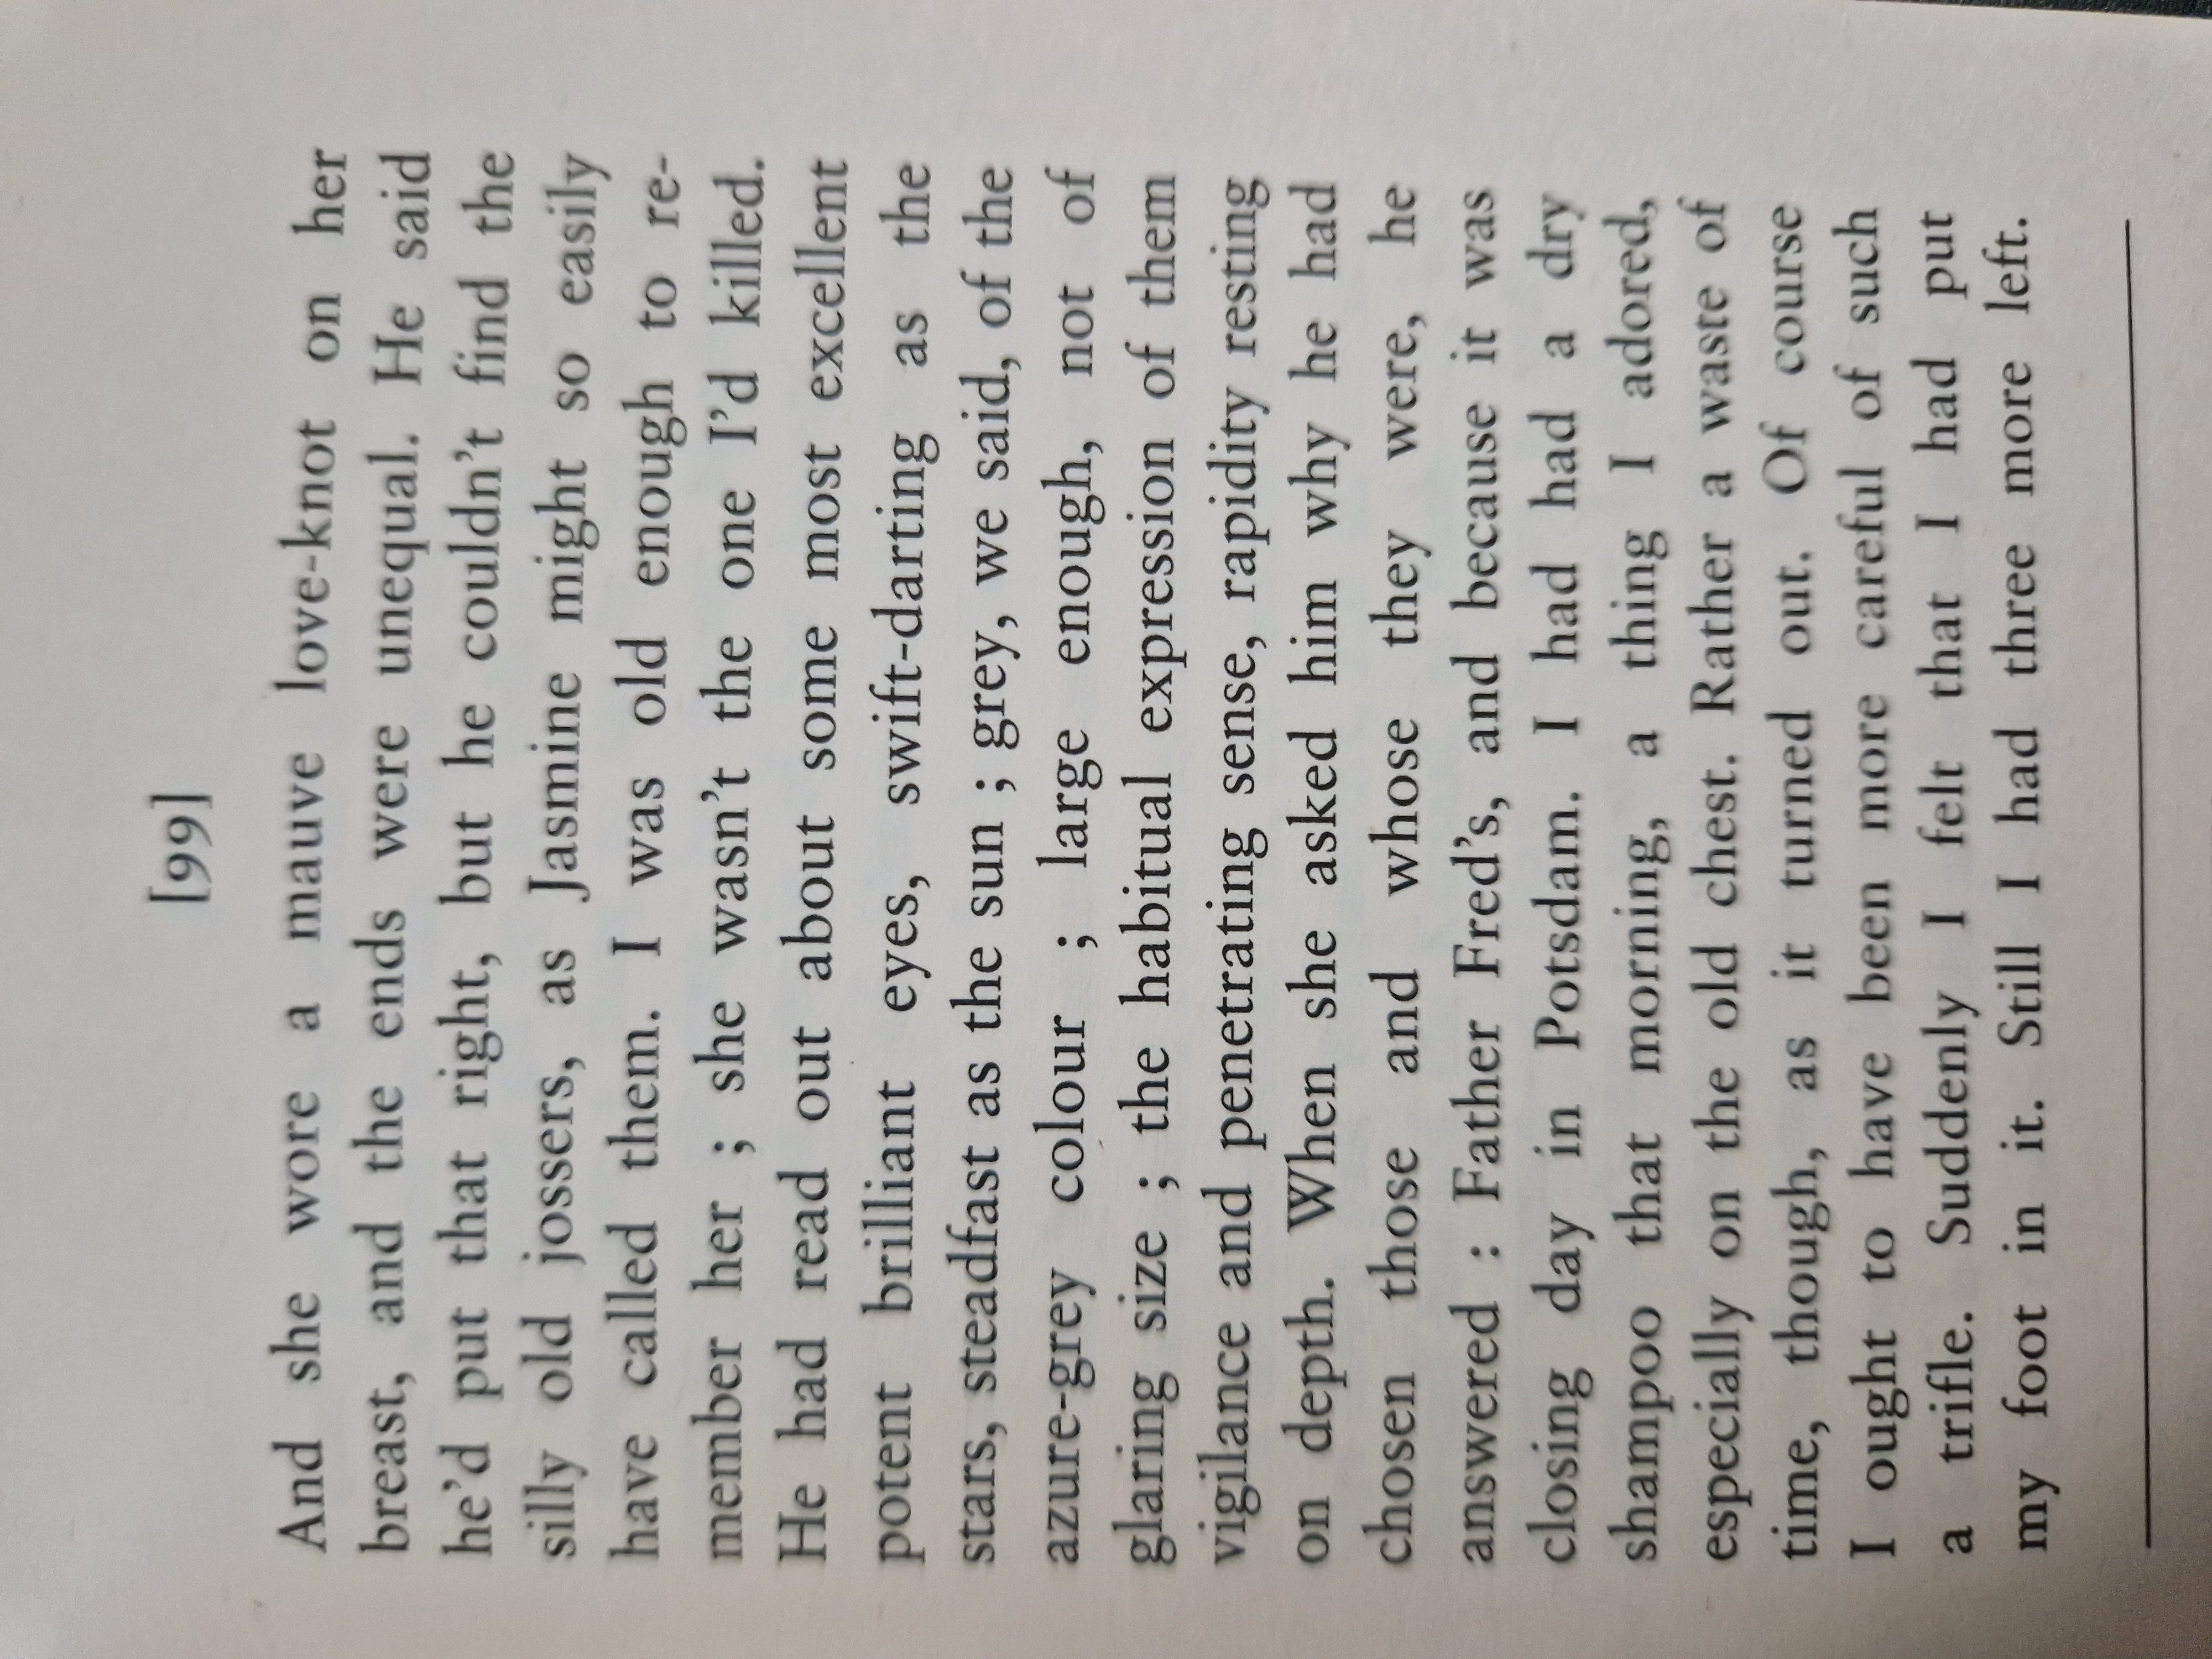 [99]
And she wore a mauve love-knot on her
breast, and the ends were unequal. He said
he'd put that right, but he couldn't find the
silly old jossers, as Jasmine might so easily
have called them. I was old enough to re-
member her ; she wasn't the one I'd killed.
He had read out about some most excellent
potent brilliant eyes, swift-darting as the
stars, steadfast as the sun ; grey, we said, of the
azure-grey colour ; large enough, not of
glaring size ; the habitual expression of them
vigilance and penetrating sense, rapidity resting
on depth. When she asked him why he had
chosen those and whose they were, he
answered : Father Fred's, and because it was
closing day in Potsdam. I had had a dry
shampoo that morning, a thing I adored,
especially on the old chest. Rather a waste of
time, though, as it turned out. Of course
I ought to have been more careful of such
a trifle. Suddenly I felt that I had put
my foot in it. Still I had three more left.